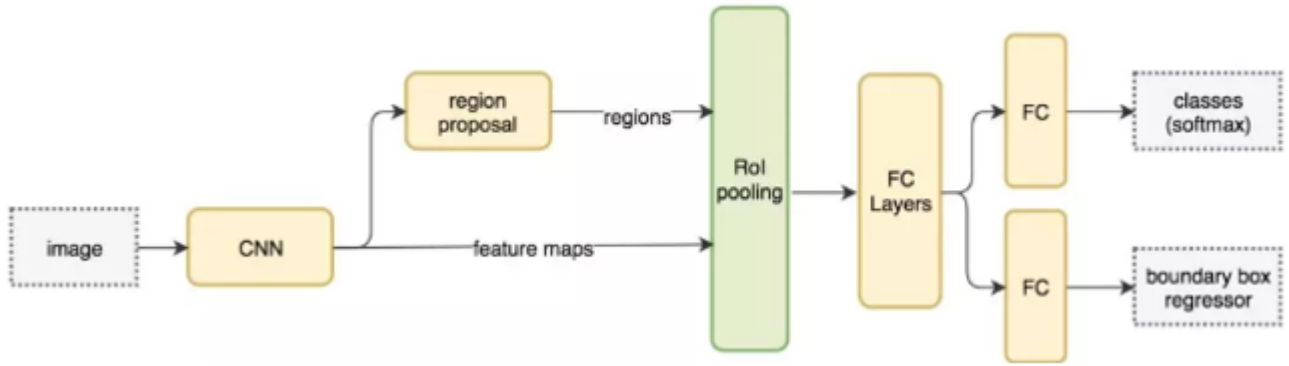 image
CNN
region
proposal
regions
feature maps
RoI
pooling
FC
Layers
FC
classes
(softmax)
FC
boundary box
regressor